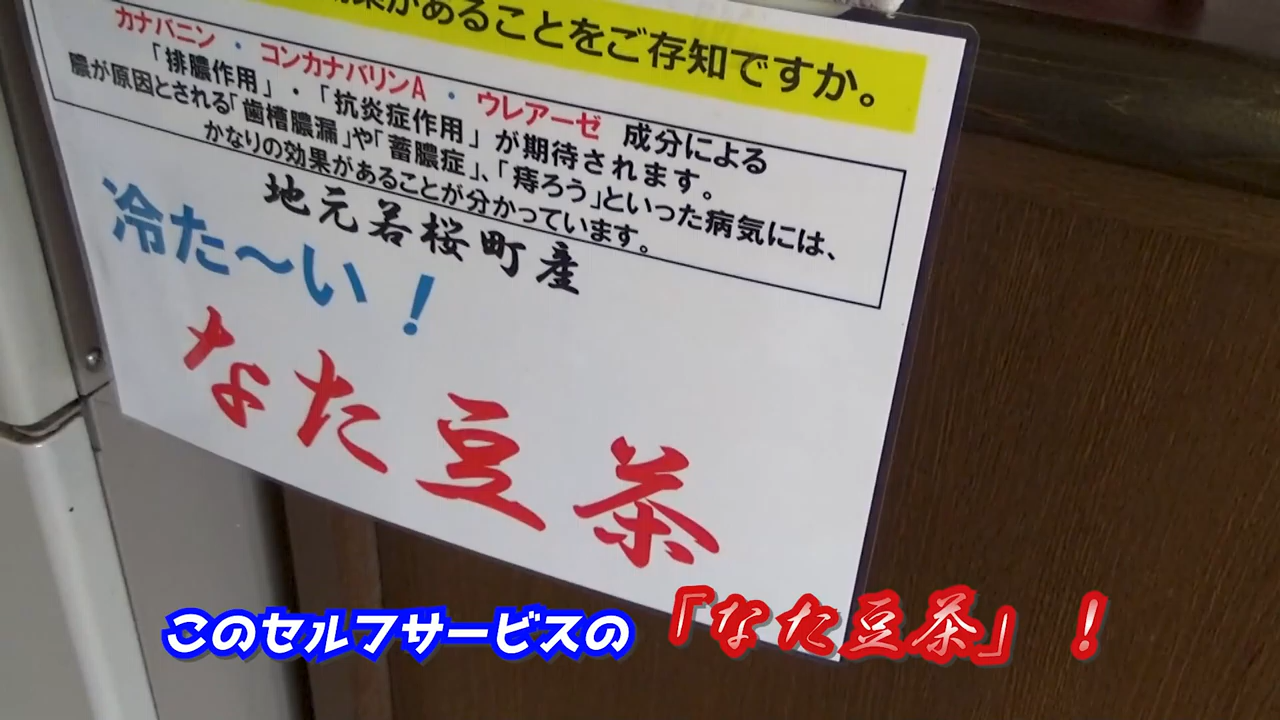 があることをご存知ですか。
カナバニン・コンカナバリンA・ウレアーゼ 成分による
「排膿作用」・「抗炎症作用」が期待されます。
膿が原因とされる「歯槽膿漏」や「蓄膿症」、「痔ろう」といった病気には、
かなりの効果があることが分かっています。
地元若桜町産
冷た～い！
なた豆茶
このセルフサービスの「なた豆茶」！